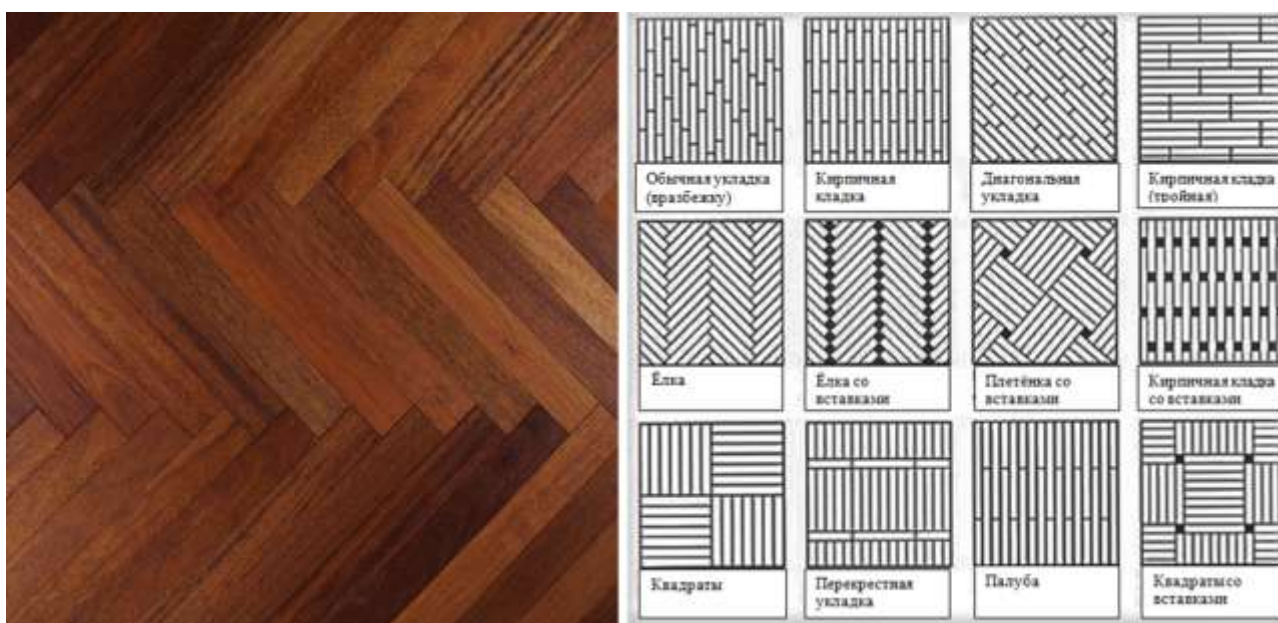 Обычная укладка
(вразбежку)
Кирпичная
кладка
Диагональная
укладка
Кирпичная кладка
(тройная)
Ёлка
Ёлка со
вставками
Плетёнка со
вставками
Кирпичная кладка
со вставками
Квадраты
Перекрестная
укладка
Палуба
Квадраты со
вставками